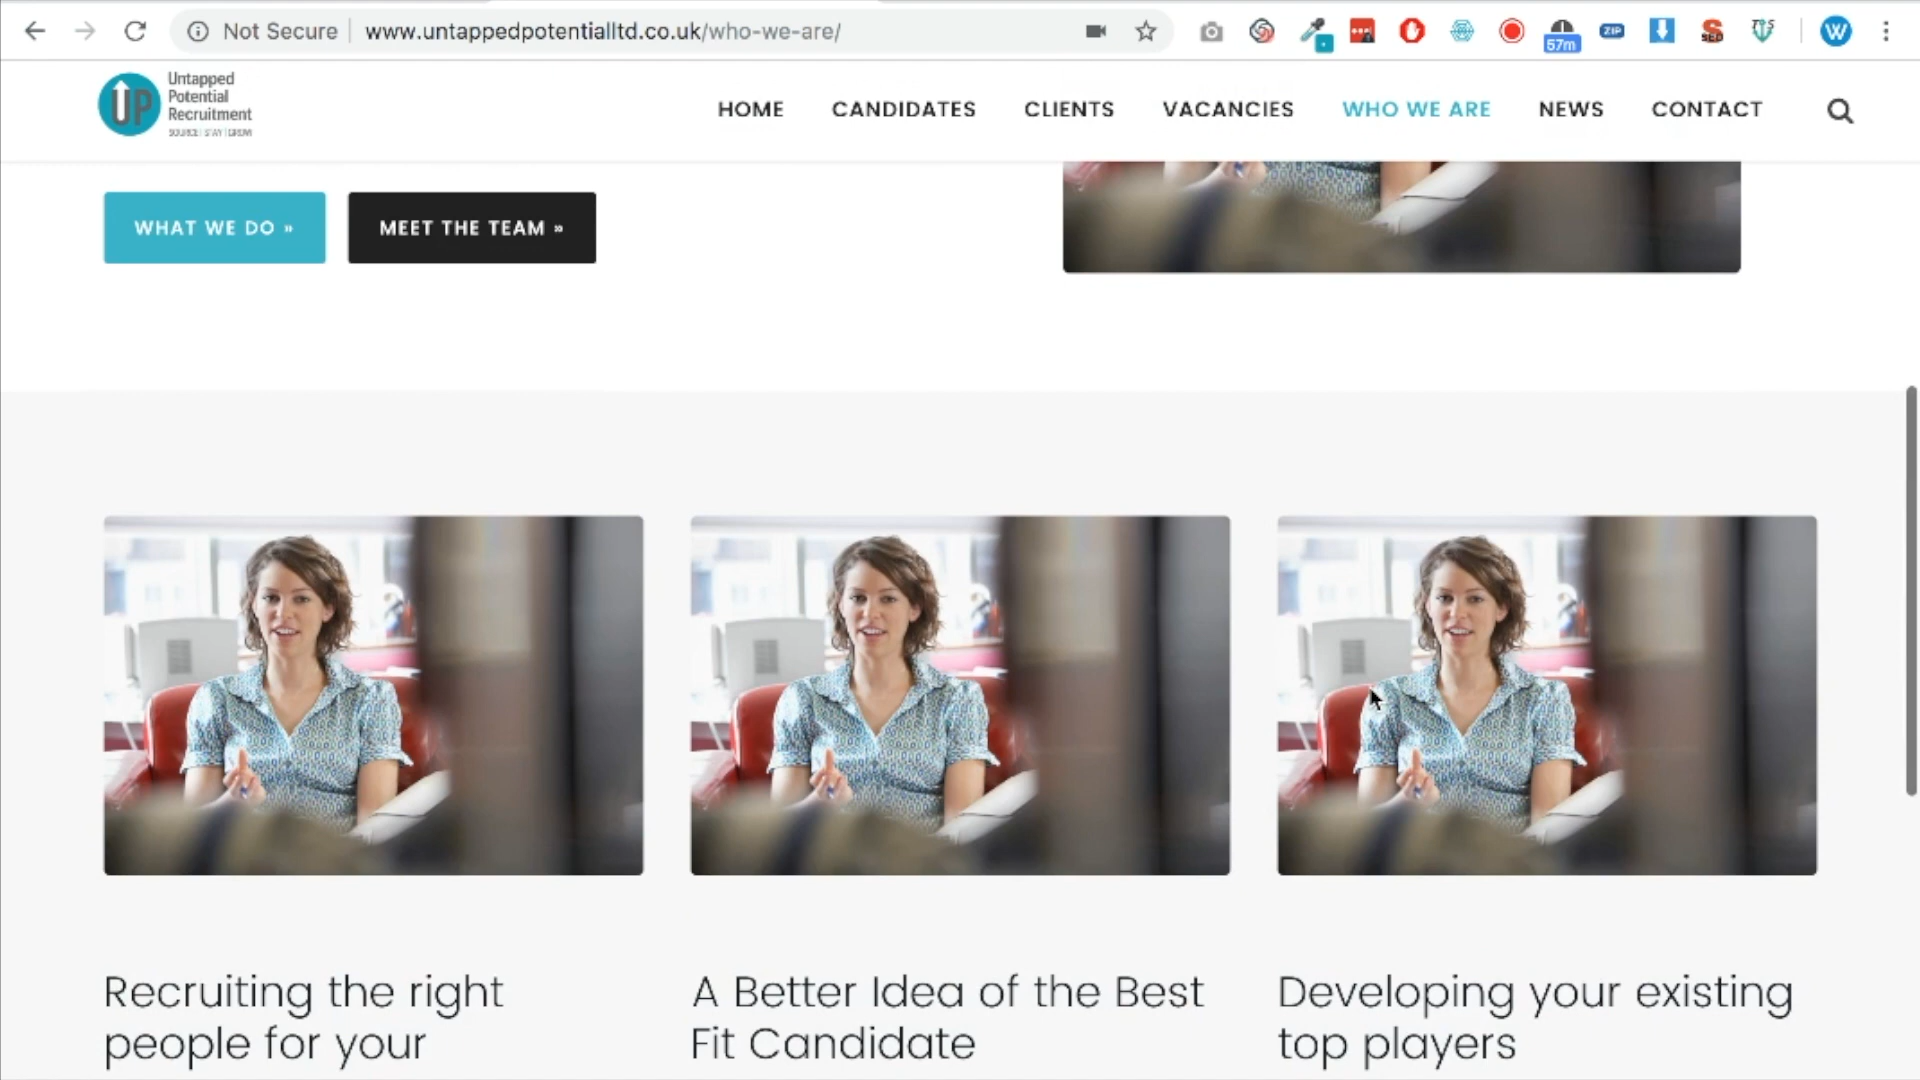 Not Secure
www.untappedpotentialltd.co.uk/who-we-are/
57m
ZIP
SEO
W
UP
Untapped
Potential
Recruitment
SOURCE | STAY | GROW
HOME
CANDIDATES
CLIENTS
VACANCIES
WHO WE ARE
NEWS
CONTACT
WHAT WE DO »
MEET THE TEAM »
Recruiting the right
people for your
A Better Idea of the Best
Fit Candidate
Developing your existing
top players